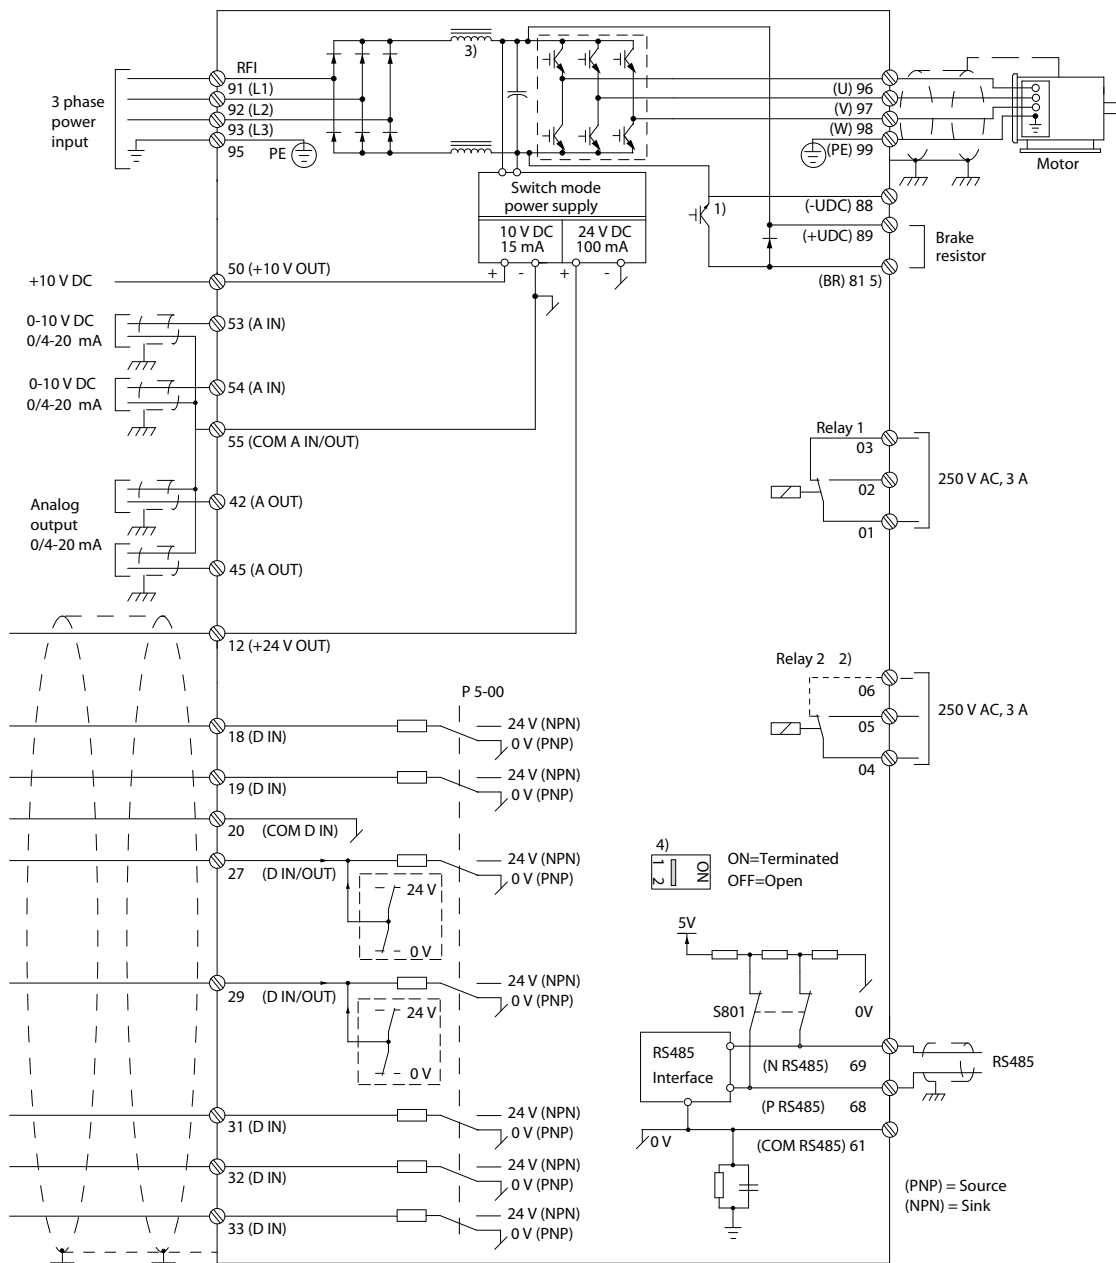 3 phase
power
input
RFI
91 (L1)
92 (L2)
93 (L3)
95
PE
3)
(U) 96
(V) 97
(W) 98
(PE) 99
Motor
Switch mode
power supply
10 V DC
15 mA
24 V DC
100 mA
+
-
+
-
1)
(-UDC) 88
(+UDC) 89
(BR) 81 5)
Brake
resistor
+10 V DC
50 (+10 V OUT)
0-10 V DC
0/4-20 mA
53 (A IN)
0-10 V DC
0/4-20 mA
54 (A IN)
55 (COM A IN/OUT)
Analog
output
0/4-20 mA
42 (A OUT)
45 (A OUT)
12 (+24 V OUT)
Relay 1
03
02
01
250 V AC, 3 A
Relay 2 2)
06
05
04
250 V AC, 3 A
P 5-00
18 (D IN)
24 V (NPN)
0 V (PNP)
19 (D IN)
24 V (NPN)
0 V (PNP)
20 (COM D IN)
27 (D IN/OUT)
24 V (NPN)
0 V (PNP)
24 V
0 V
29 (D IN/OUT)
24 V (NPN)
0 V (PNP)
24 V
0 V
31 (D IN)
24 V (NPN)
0 V (PNP)
32 (D IN)
24 V (NPN)
0 V (PNP)
33 (D IN)
24 V (NPN)
0 V (PNP)
4)
1 2
ON
ON=Terminated
OFF=Open
5V
S801
0V
RS485
Interface
(N RS485) 69
(P RS485) 68
RS485
0 V
(COM RS485) 61
(PNP) = Source
(NPN) = Sink